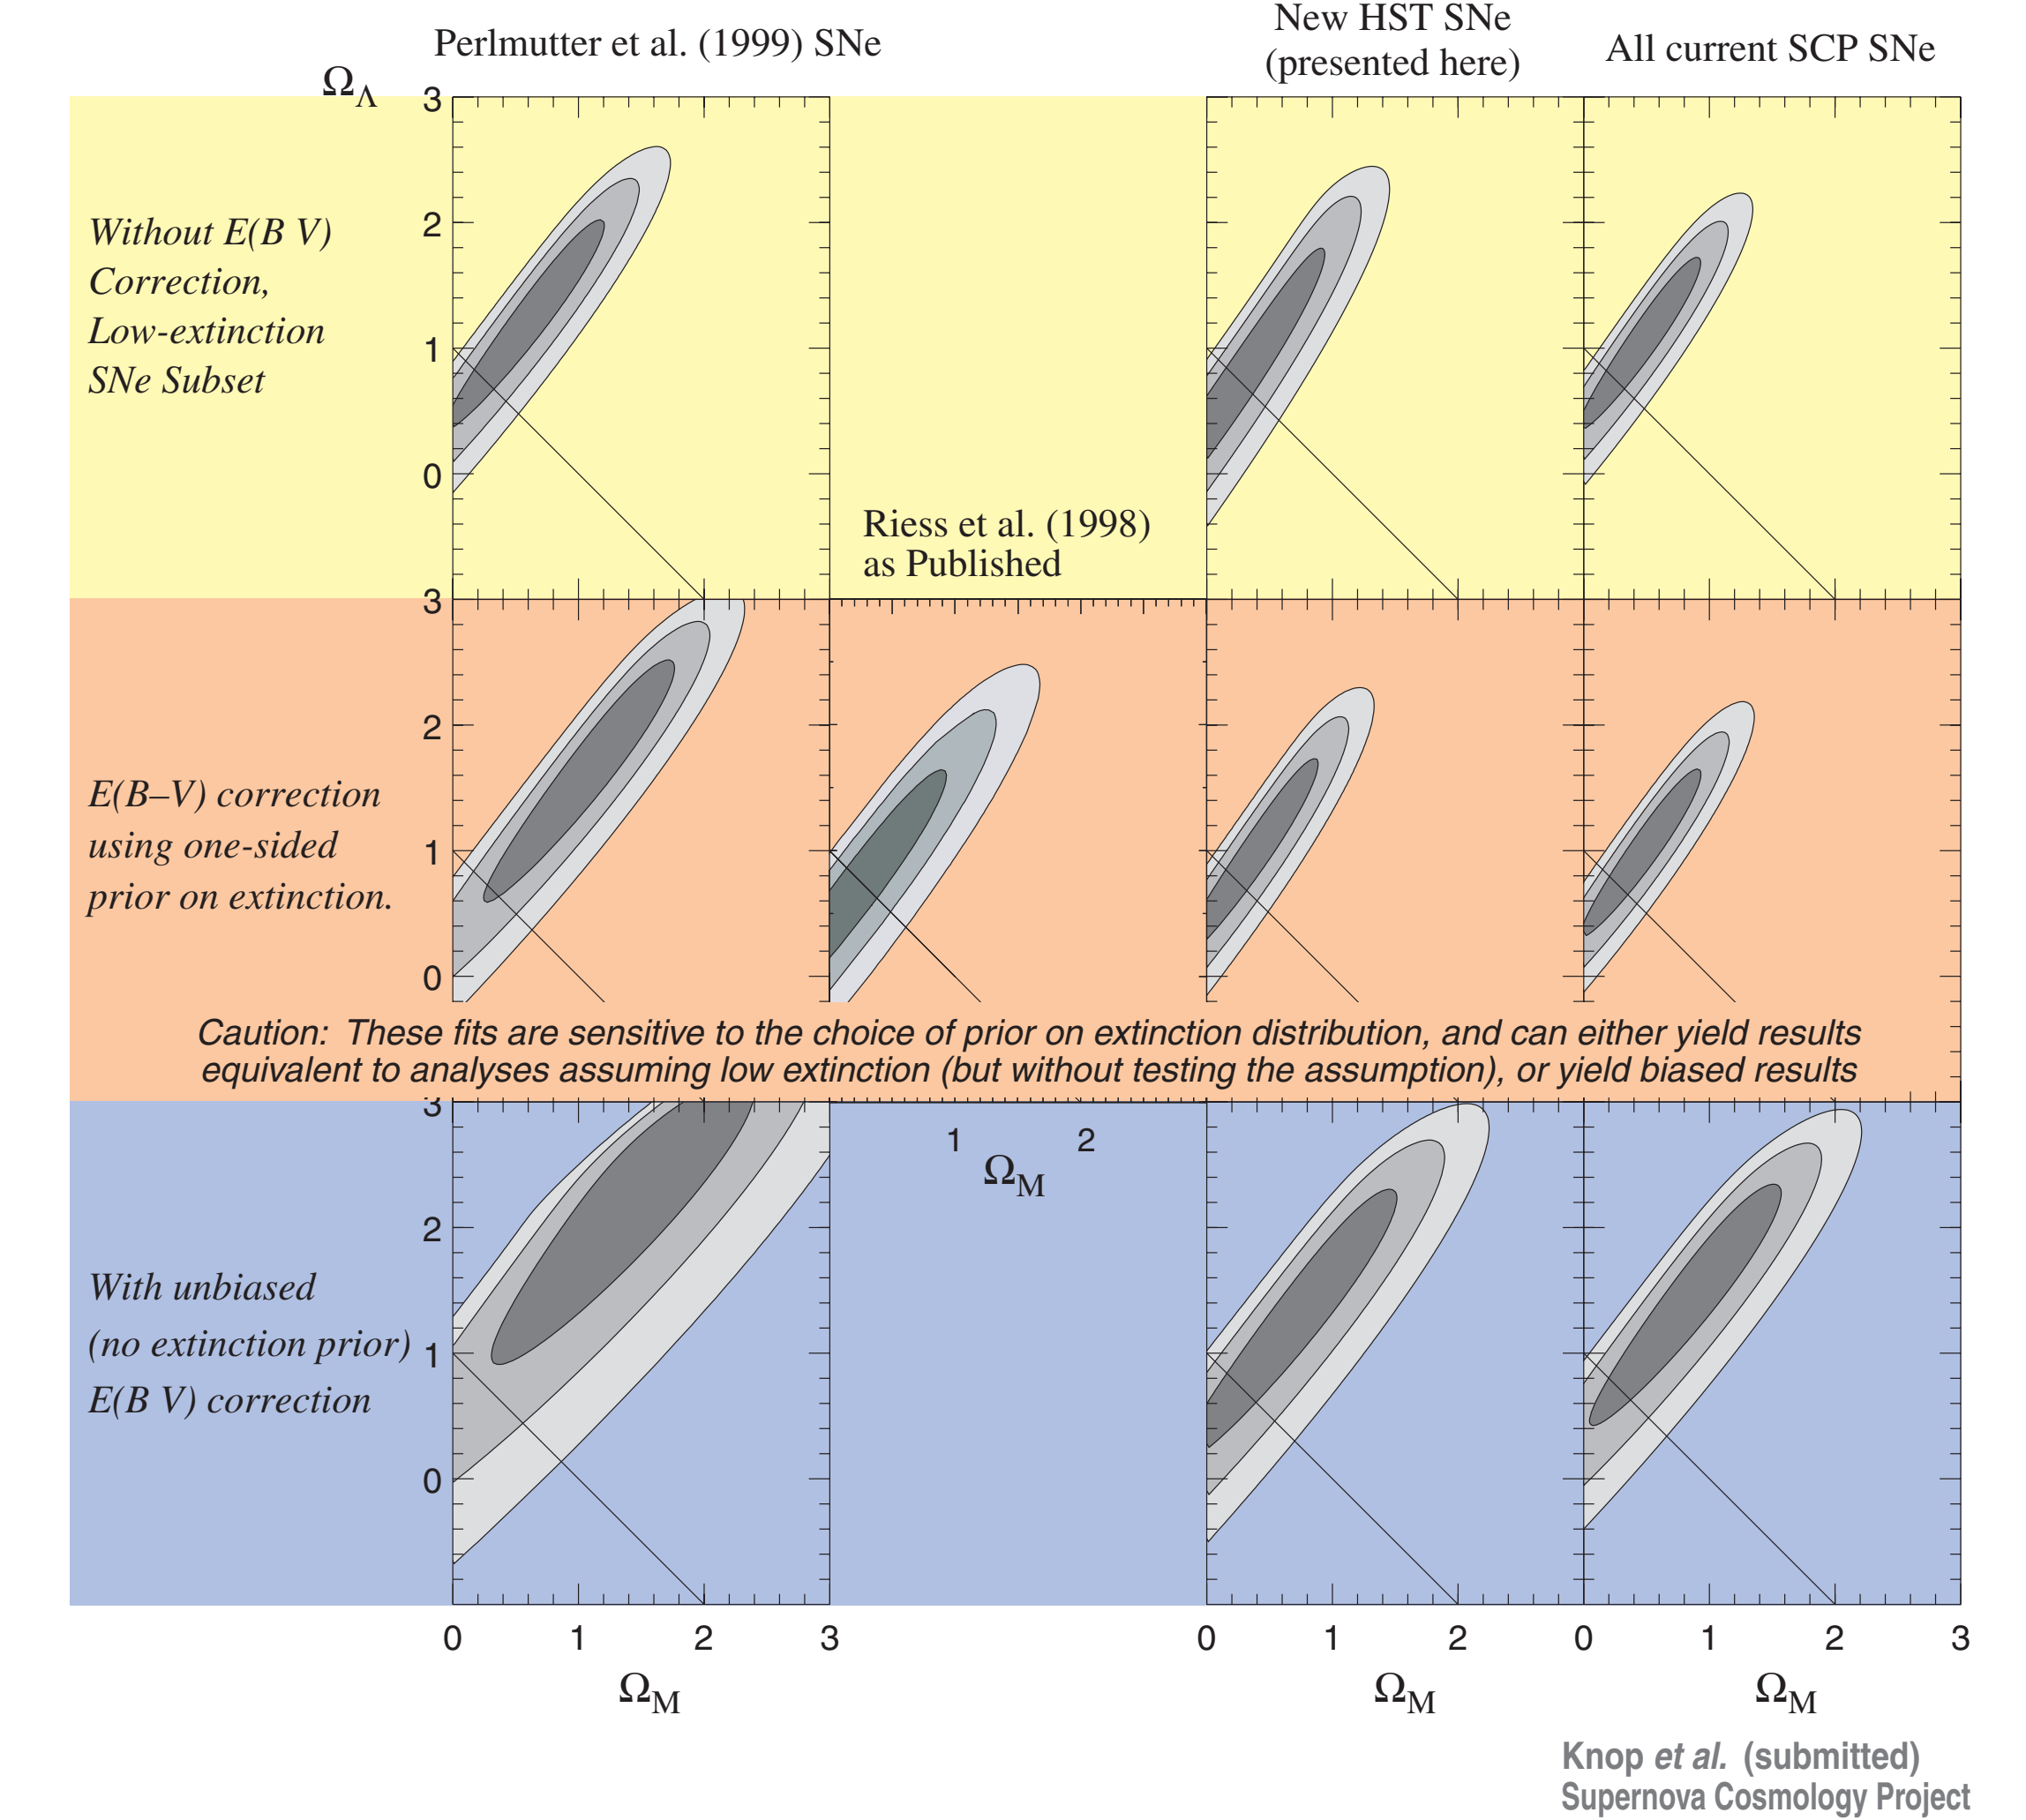 Perlmutter et al. (1999) SNe
New HST SNe
(presented here)
All current SCP SNe
Ω_Λ
3
2
1
0
Without E(B V)
Correction,
Low-extinction
SNe Subset
Riess et al. (1998)
as Published
3
2
1
0
E(B–V) correction
using one-sided
prior on extinction.
Caution: These fits are sensitive to the choice of prior on extinction distribution, and can either yield results
equivalent to analyses assuming low extinction (but without testing the assumption), or yield biased results
3
2
1
0
1 2
Ω_M
With unbiased
(no extinction prior)
E(B V) correction
0 1 2 3 0 1 2 0 1 2 3
Ω_M Ω_M Ω_M
Knop et al. (submitted)
Supernova Cosmology Project